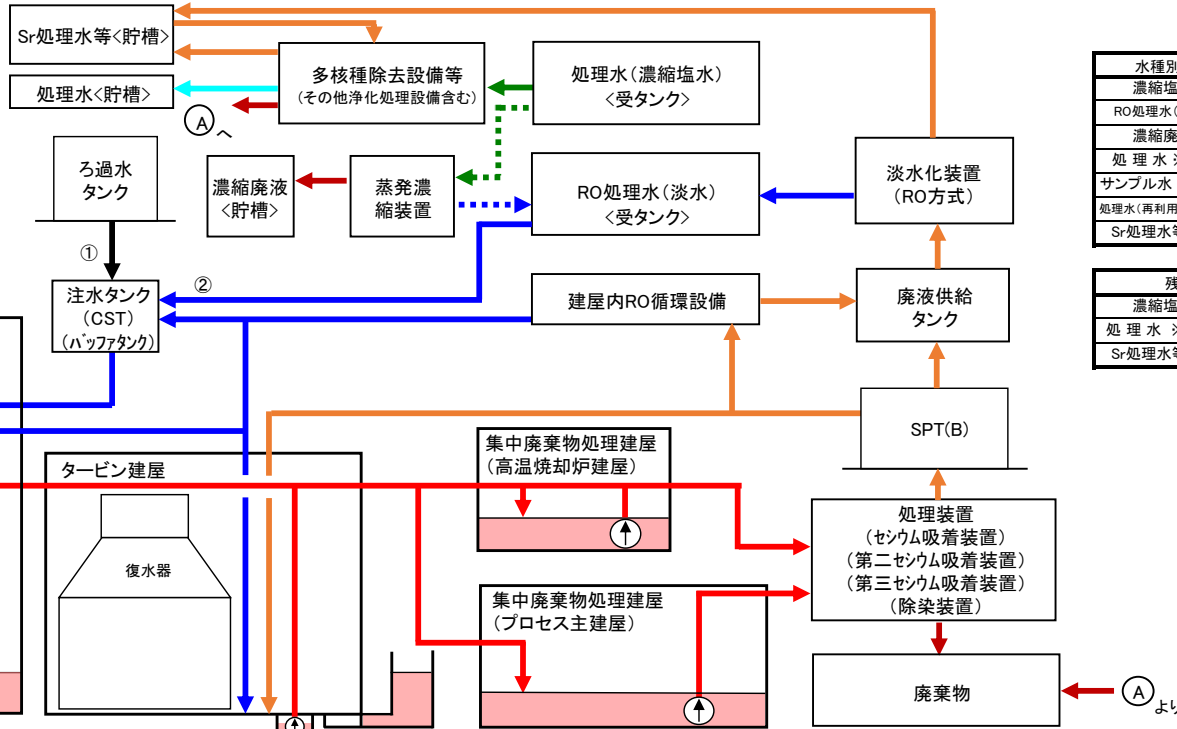 Sr処理水等<貯槽>
処理水<貯槽>
多核種除去設備等
(その他浄化処理設備含む)
処理水(濃縮塩水)
<受タンク>
A へ
ろ過水
タンク
濃縮廃液
<貯槽>
蒸発濃
縮装置
RO処理水(淡水)
<受タンク>
淡水化装置
(RO方式)
①
②
注水タンク
(CST)
(バッファタンク)
建屋内RO循環設備
廃液供給
タンク
SPT(B)
タービン建屋
復水器
集中廃棄物処理建屋
(高温焼却炉建屋)
集中廃棄物処理建屋
(プロセス主建屋)
処理装置
(セシウム吸着装置)
(第二セシウム吸着装置)
(第三セシウム吸着装置)
(除染装置)
廃棄物
A より
水種別
濃縮塩
RO処理水(
濃縮廃
処理水※
サンプル水
処理水(再利用
Sr処理水等
残
濃縮塩
処理水※
Sr処理水等